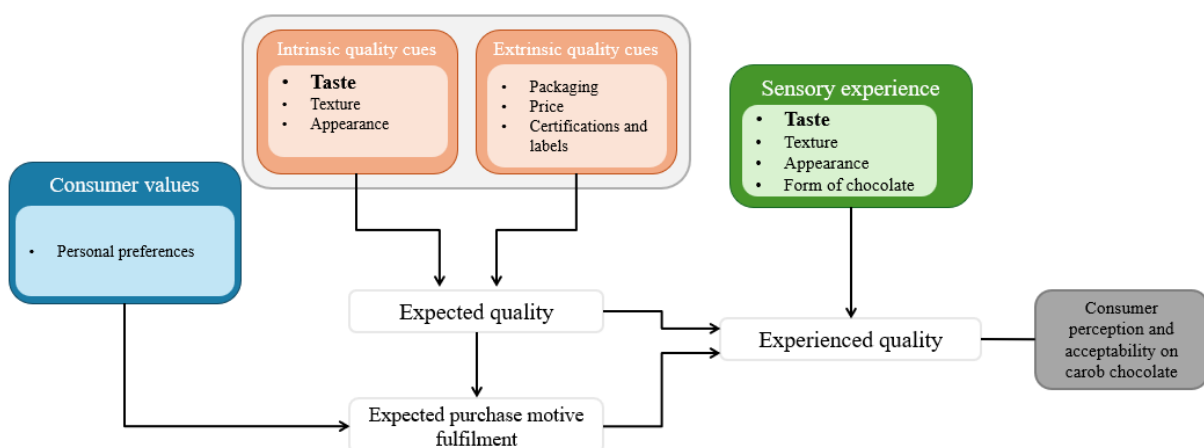 Intrinsic quality cues
• Taste
• Texture
• Appearance
Extrinsic quality cues
• Packaging
• Price
• Certifications and
labels
Sensory experience
• Taste
• Texture
• Appearance
• Form of chocolate
Consumer values
• Personal preferences
Expected quality
Experienced quality
Consumer
perception and
acceptability on
carob chocolate
Expected purchase motive
fulfilment